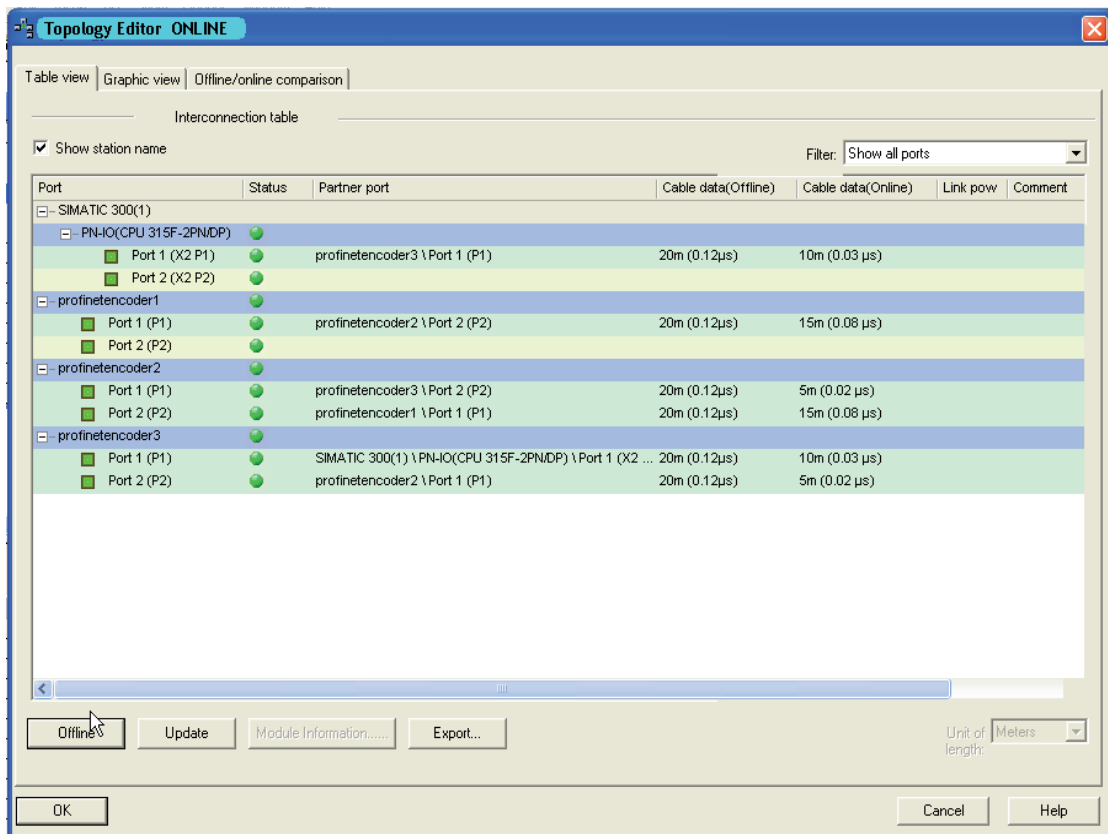 Topology Editor ONLINE
Table view Graphic view Offline/online comparison
Interconnection table
Show station name
Filter: Show all ports
Port Status Partner port Cable data(Offline) Cable data(Online) Link pow Comment
SIMATIC 300(1)
PN-IO(CPU 315F-2PN/DP)
Port 1 (X2 P1) profinetencoder3 \ Port 1 (P1) 20m (0.12µs) 10m (0.03 µs)
Port 2 (X2 P2)
profinetencoder1
Port 1 (P1) profinetencoder2 \ Port 2 (P2) 20m (0.12µs) 15m (0.08 µs)
Port 2 (P2)
profinetencoder2
Port 1 (P1) profinetencoder3 \ Port 2 (P2) 20m (0.12µs) 5m (0.02 µs)
Port 2 (P2) profinetencoder1 \ Port 1 (P1) 20m (0.12µs) 15m (0.08 µs)
profinetencoder3
Port 1 (P1) SIMATIC 300(1) \ PN-IO(CPU 315F-2PN/DP) \ Port 1 (X2 ... 20m (0.12µs) 10m (0.03 µs)
Port 2 (P2) profinetencoder2 \ Port 1 (P1) 20m (0.12µs) 5m (0.02 µs)
Offline Update Module Information...... Export... Unit of Meters
length:
OK Cancel Help